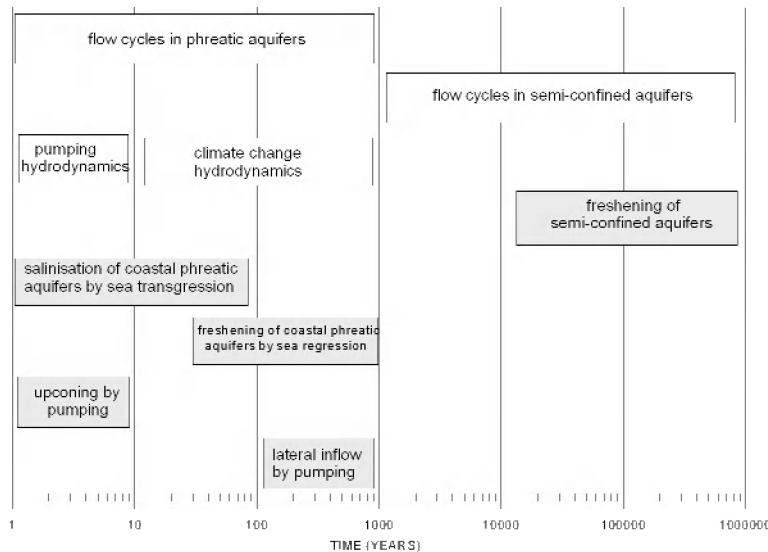 flow cycles in phreatic aquifers
flow cycles in semi-confined aquifers
pumping
hydrodynamics
climate change
hydrodynamics
freshening of
semi-confined aquifers
salinisation of coastal phreatic
aquifers by sea transgression
freshening of coastal phreatic
aquifers by sea regression
upconing by
pumping
lateral inflow
by pumping
1 10 100 1000 10000 100000 1000000
TIME (YEARS)